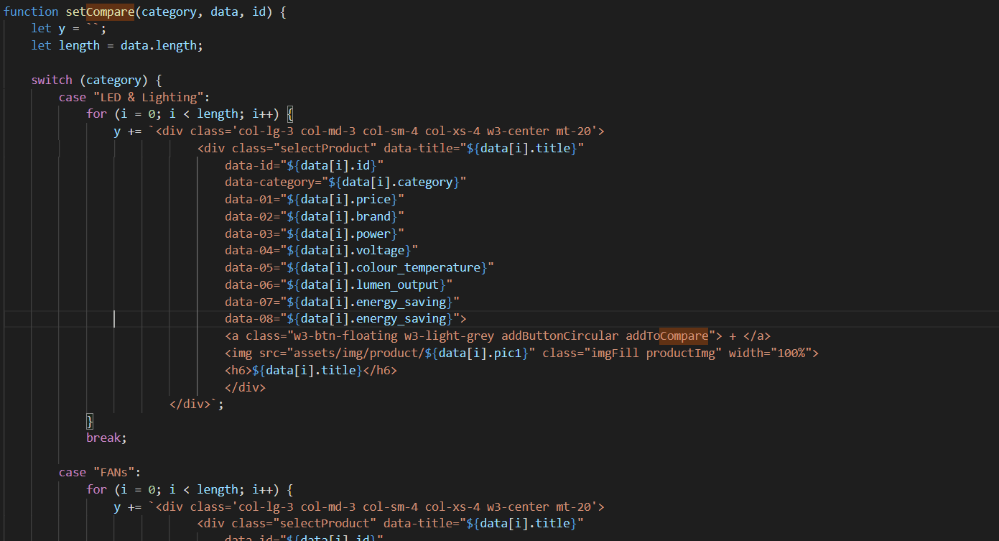 function setCompare(category, data, id) {
let y = ``;
let length = data.length;
switch (category) {
case "LED & Lighting":
for (i = 0; i < length; i++) {
y += `<div class='col-lg-3 col-md-3 col-sm-4 col-xs-4 w3-center mt-20'>
<div class="selectProduct" data-title="${data[i].title}"
data-id="${data[i].id}"
data-category="${data[i].category}"
data-01="${data[i].price}"
data-02="${data[i].brand}"
data-03="${data[i].power}"
data-04="${data[i].voltage}"
data-05="${data[i].colour_temperature}"
data-06="${data[i].lumen_output}"
data-07="${data[i].energy_saving}"
data-08="${data[i].energy_saving}">
<a class="w3-btn-floating w3-light-grey addButtonCircular addToCompare"> + </a>
<img src="assets/img/product/${data[i].pic1}" class="imgFill productImg" width="100%">
<h6>${data[i].title}</h6>
</div>
</div>`;
}
break;
case "FANs":
for (i = 0; i < length; i++) {
y += `<div class='col-lg-3 col-md-3 col-sm-4 col-xs-4 w3-center mt-20'>
<div class="selectProduct" data-title="${data[i].title}"
data-id="${data[i].id}"